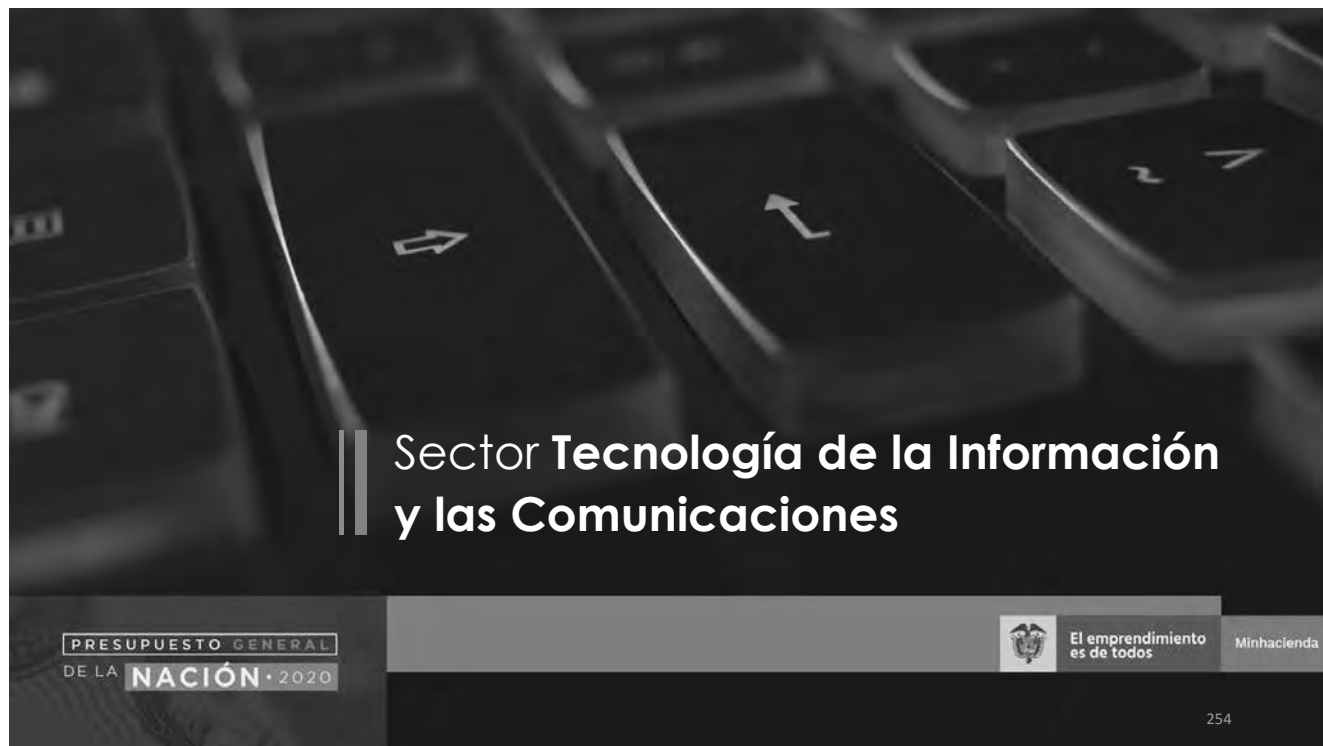 Sector Tecnología de la Información
y las Comunicaciones
PRESUPUESTO GENERAL
DE LA NACIÓN • 2020
El emprendimiento
es de todos
Minhacienda
254